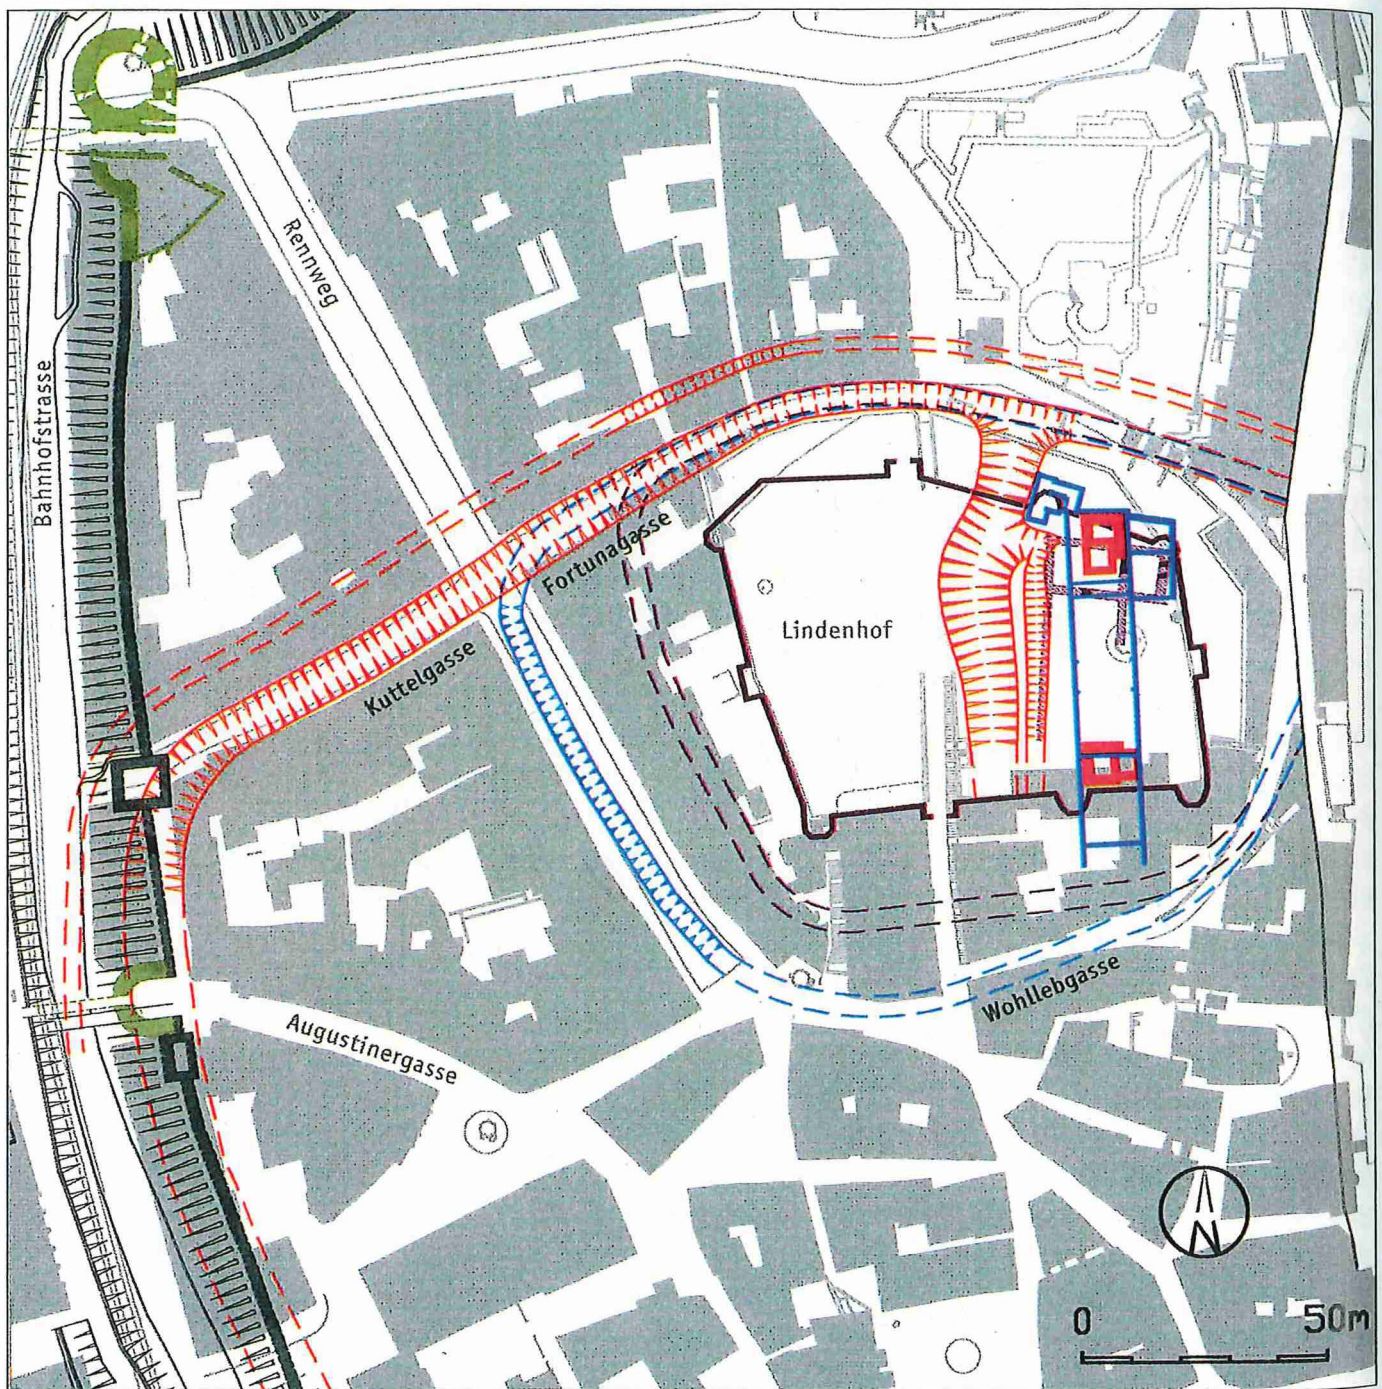 Rennweg
Bahnhofstrasse
Fortunagasse
Lindenhof
Kuttelgasse
Wohllebgasse
Augustinergasse
N
0 50m